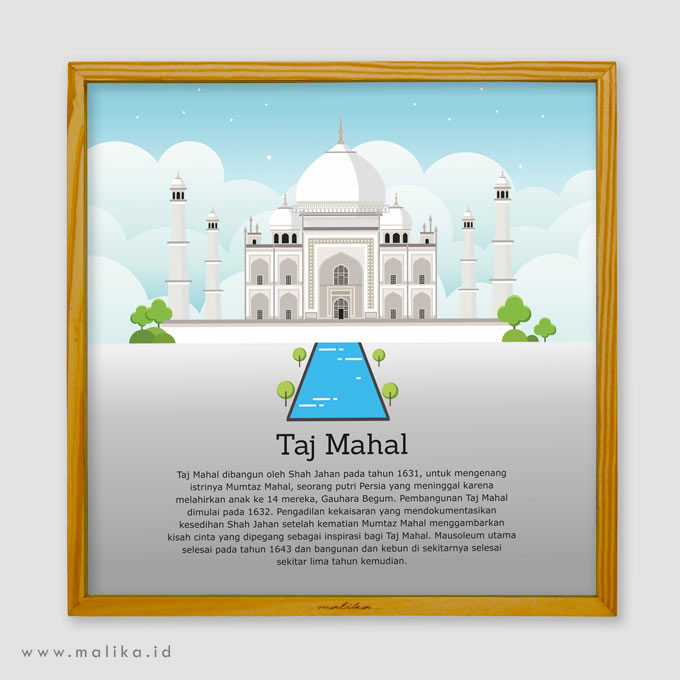 Taj Mahal
Taj Mahal dibangun oleh Shah Jahan pada tahun 1631, untuk mengenang
istrinya Mumtaz Mahal, seorang putri Persia yang meninggal karena
melahirkan anak ke 14 mereka, Gauhara Begum. Pembangunan Taj Mahal
dimulai pada 1632. Pengadilan kekaisaran yang mendokumentasikan
kesedihan Shah Jahan setelah kematian Mumtaz Mahal menggambarkan
kisah cinta yang dipegang sebagai inspirasi bagi Taj Mahal. Mausoleum utama
selesai pada tahun 1643 dan bangunan dan kebun di sekitarnya selesai
sekitar lima tahun kemudian.
malika
www.malika.id